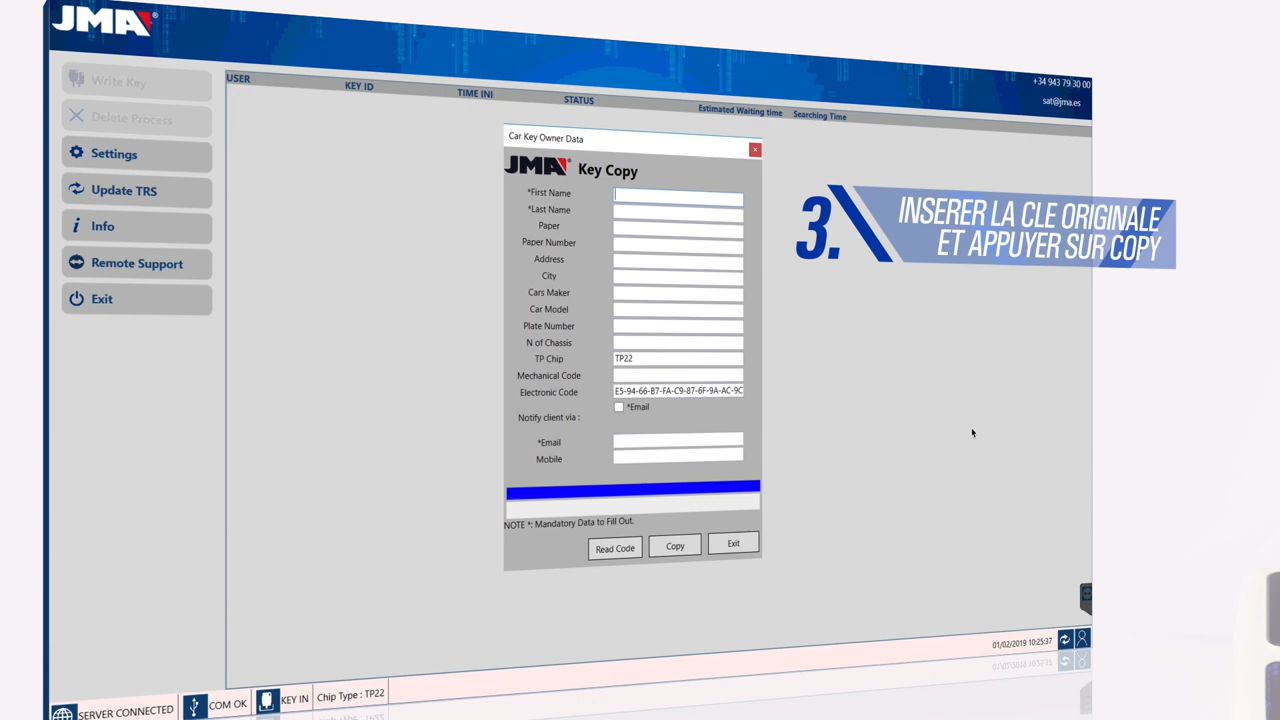 JMA®
+34 943 79 30 00
sat@jma.es
Write Key
Delete Process
Settings
Update TRS
Info
Remote Support
Exit
USER
KEY ID
TIME INI
STATUS
Estimated Waiting time
Searching Time
Car Key Owner Data
JMA® Key Copy
*First Name
*Last Name
Paper
Paper Number
Address
City
Cars Maker
Car Model
Plate Number
N of Chassis
TP Chip TP22
Mechanical Code
Electronic Code E5-94-66-B7-FA-C9-87-6F-9A-AC-9C
*Email
Notify client via :
*Email
Mobile
NOTE *: Mandatory Data to Fill Out.
Read Code
Copy
Exit
3.
INSERER LA CLE ORIGINALE
ET APPUYER SUR COPY
01/02/2019 10:25:37
SERVER CONNECTED
COM OK
KEY IN
Chip Type : TP22